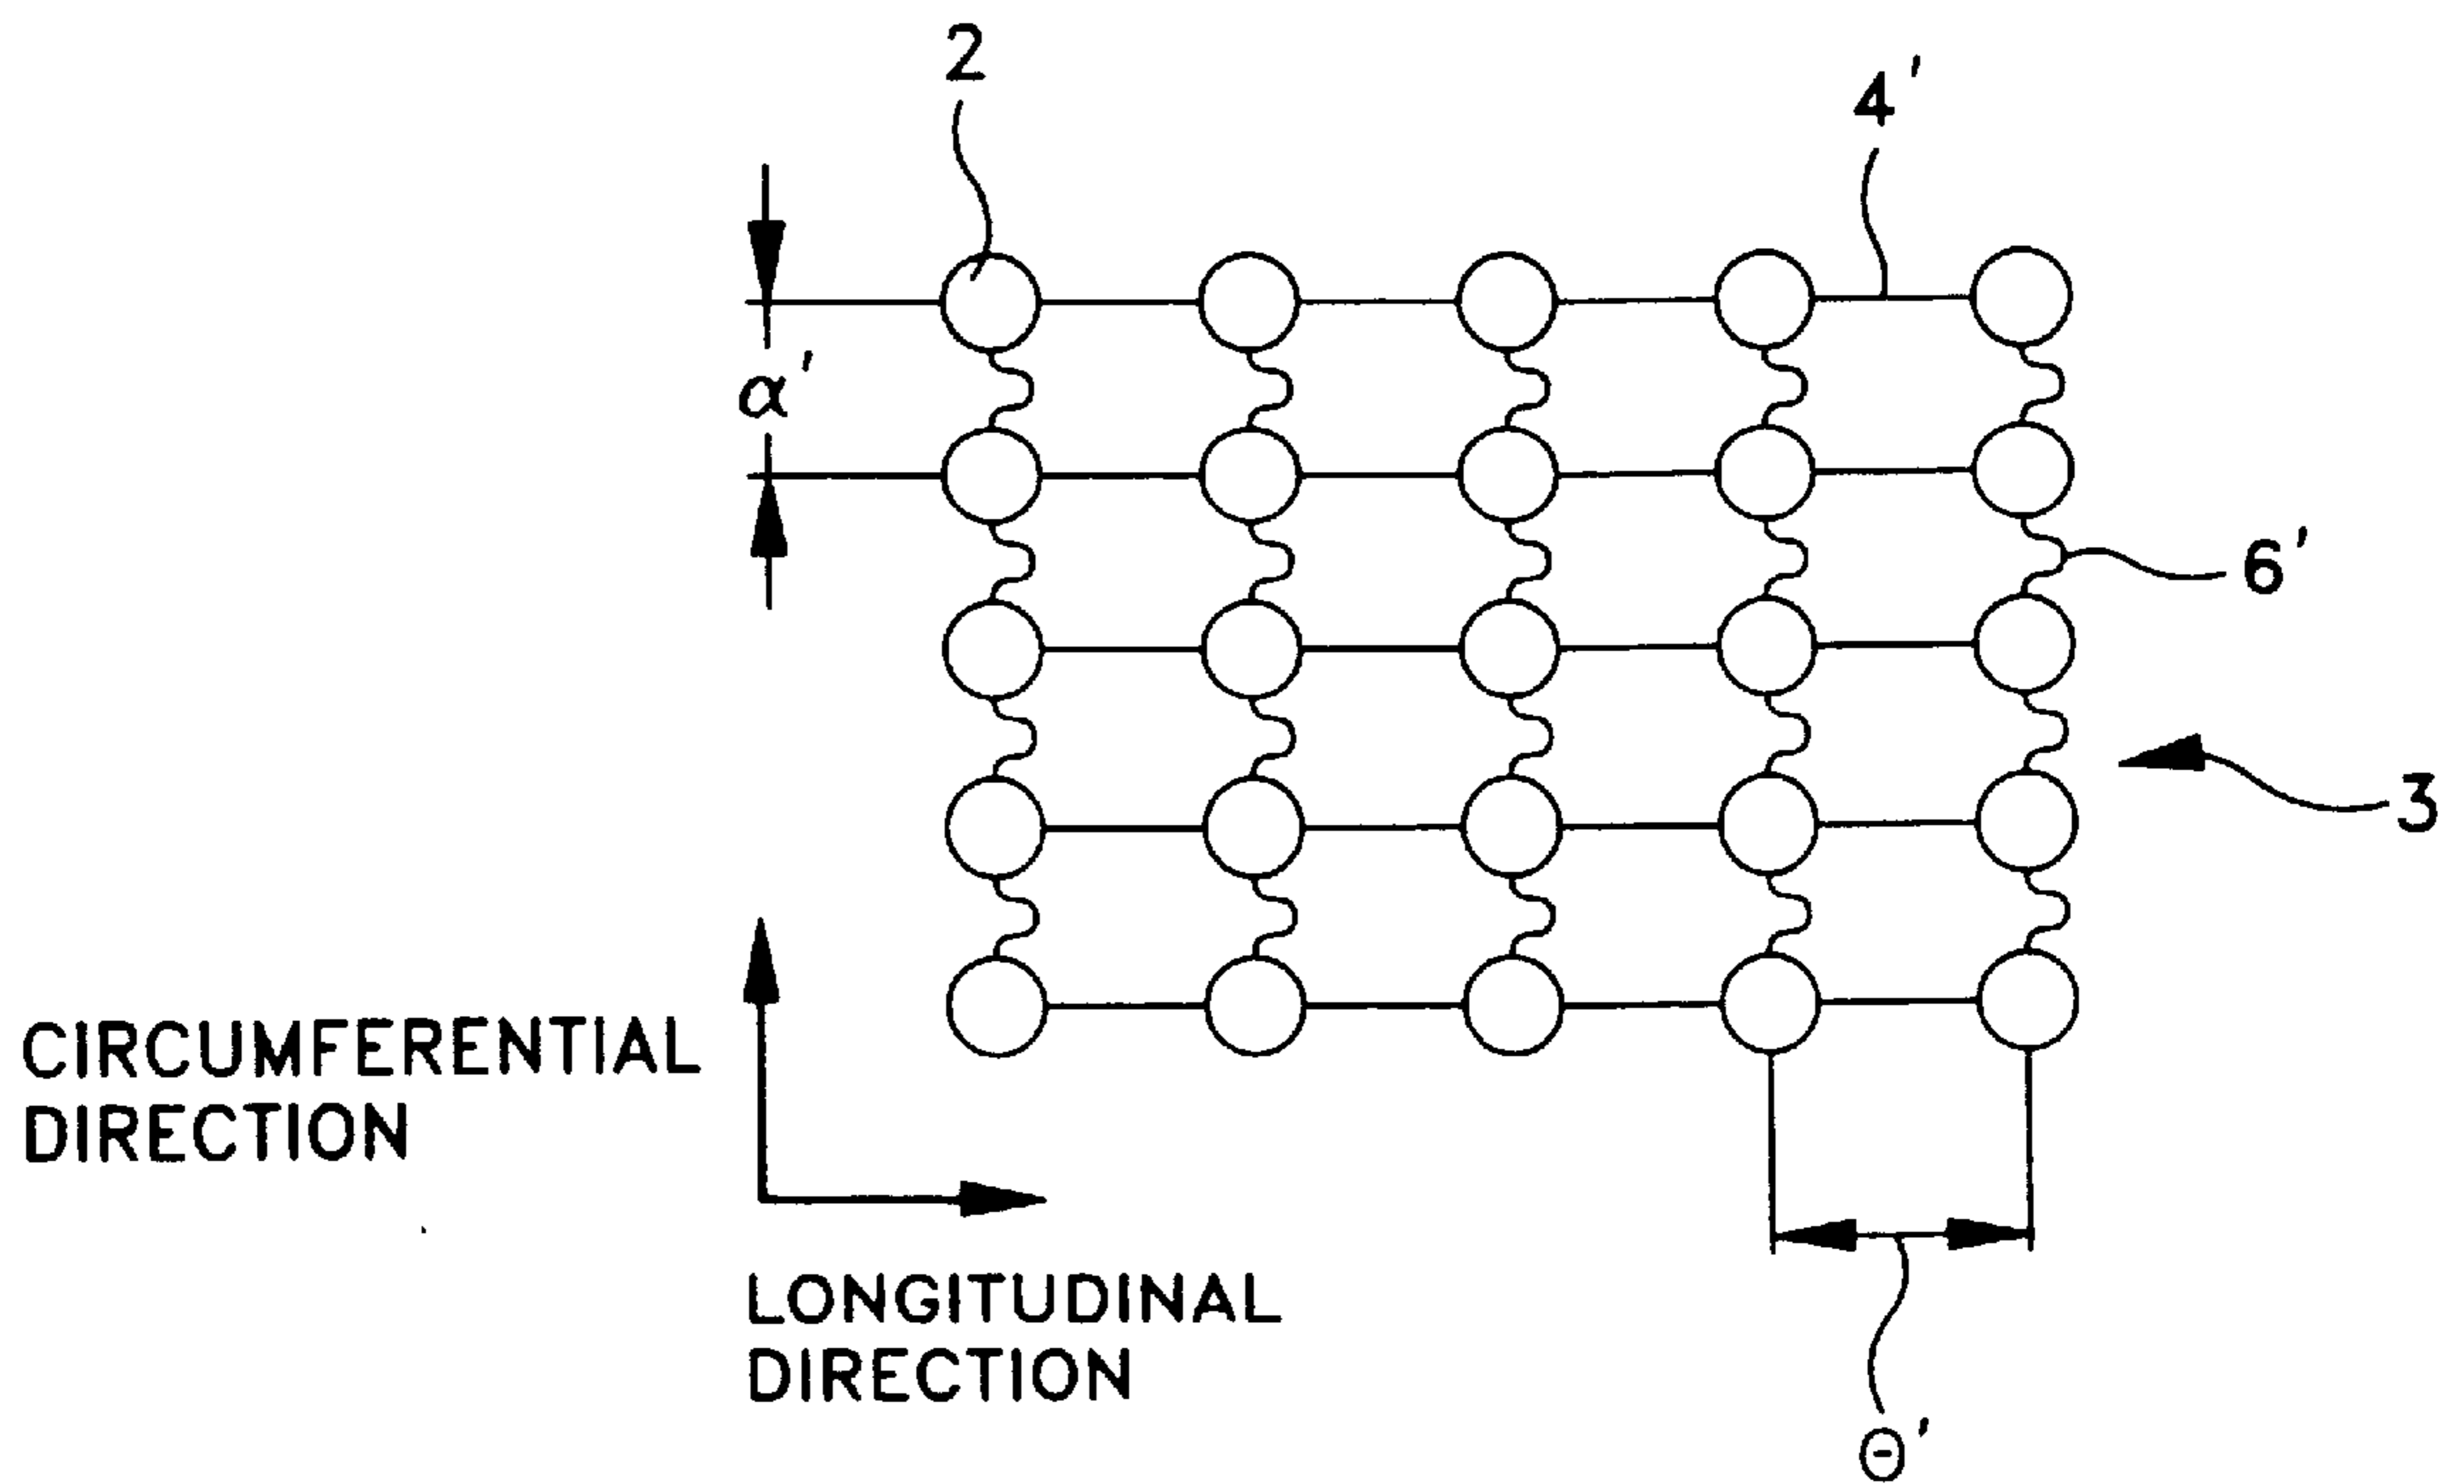 2
4'
α'
6'
3
CIRCUMFERENTIAL
DIRECTION
LONGITUDINAL
DIRECTION
Θ'